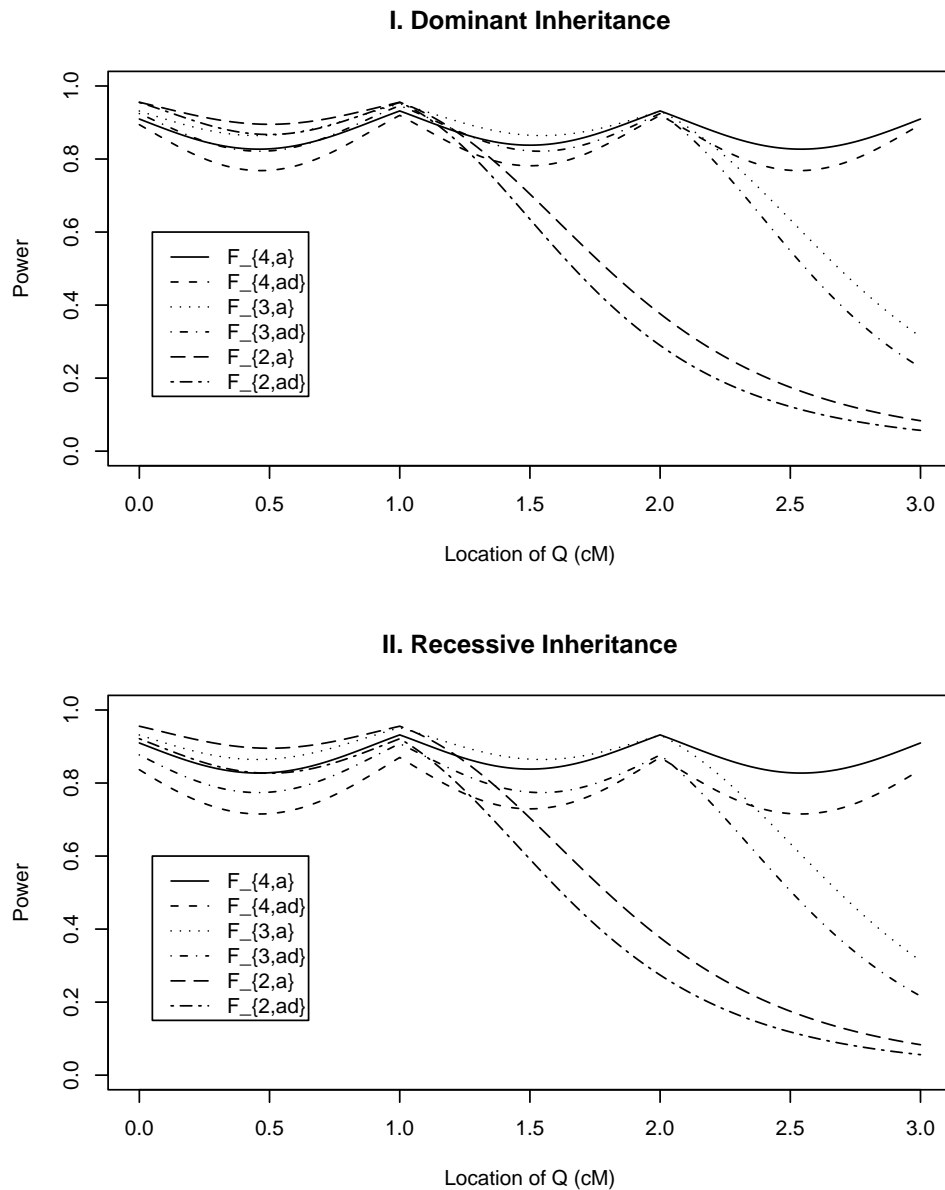 I. Dominant Inheritance
1.0
0.8
0.6
0.4
0.2
0.0
Power
F_{4,a}
F_{4,ad}
F_{3,a}
F_{3,ad}
F_{2,a}
F_{2,ad}
0.0 0.5 1.0 1.5 2.0 2.5 3.0
Location of Q (cM)
II. Recessive Inheritance
1.0
0.8
0.6
0.4
0.2
0.0
Power
F_{4,a}
F_{4,ad}
F_{3,a}
F_{3,ad}
F_{2,a}
F_{2,ad}
0.0 0.5 1.0 1.5 2.0 2.5 3.0
Location of Q (cM)